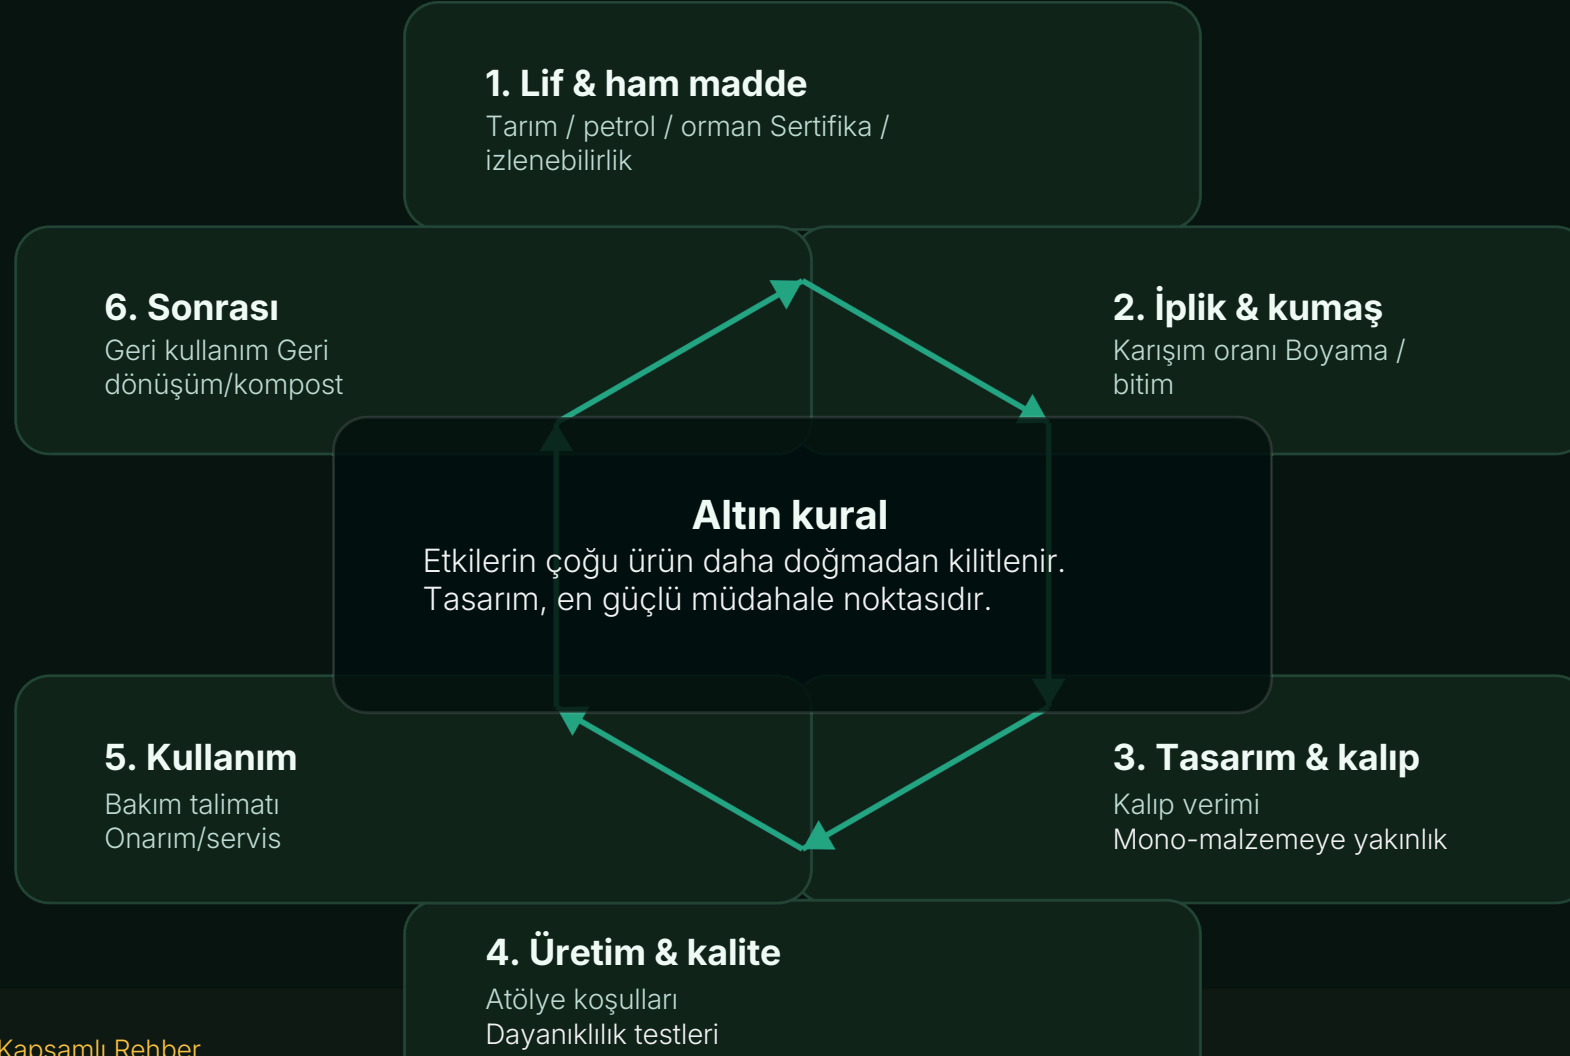 1. Lif & ham madde
Tarım / petrol / orman Sertifika /
izlenebilirlik
6. Sonrası
Geri kullanım Geri
dönüşüm/kompost
2. İplik & kumaş
Karışım oranı Boyama /
bitim
Altın kural
Etkilerin çoğu ürün daha doğmadan kilitlenir.
Tasarım, en güçlü müdahale noktasıdır.
5. Kullanım
Bakım talimatı
Onarım/servis
3. Tasarım & kalıp
Kalıp verimi
Mono-malzemeye yakınlık
4. Üretim & kalite
Atölye koşulları
Dayanıklılık testleri
Kapsamlı Rehber